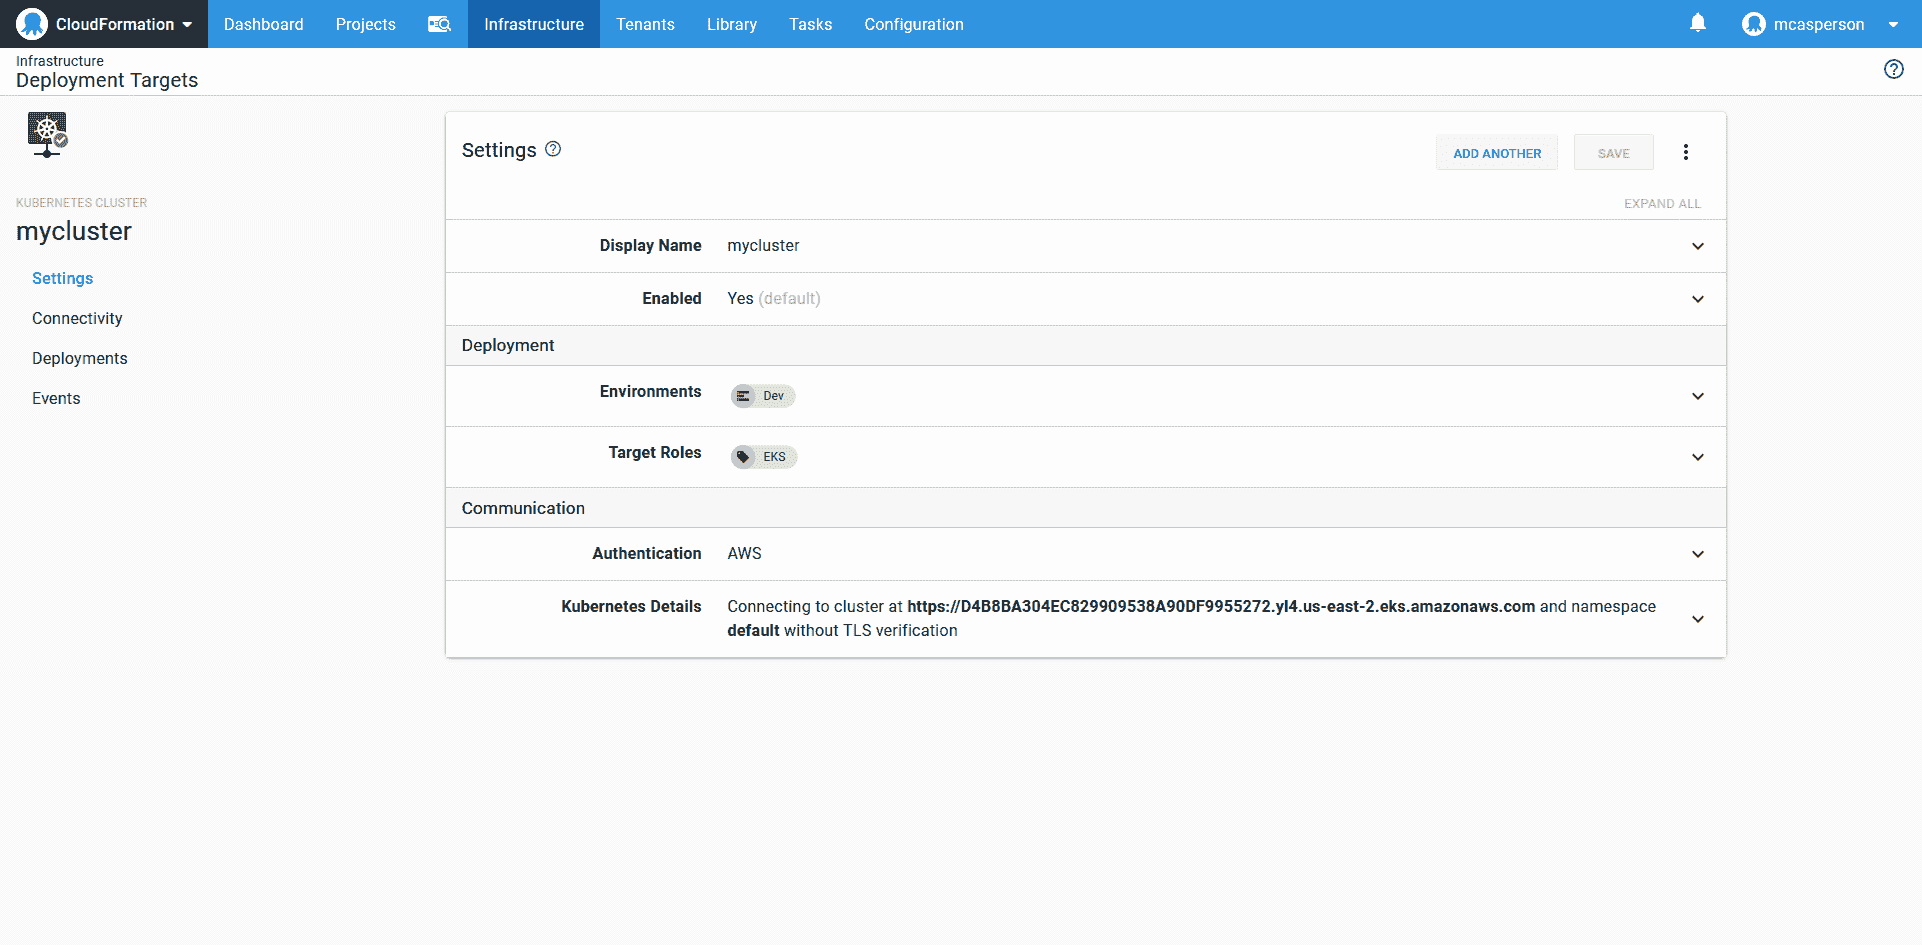 CloudFormation
Dashboard
Projects
Infrastructure
Tenants
Library
Tasks
Configuration
mcasperson
Infrastructure
Deployment Targets
KUBERNETES CLUSTER
mycluster
Settings
Connectivity
Deployments
Events
Settings
ADD ANOTHER
SAVE
EXPAND ALL
Display Name mycluster
Enabled Yes (default)
Deployment
Environments Dev
Target Roles EKS
Communication
Authentication AWS
Kubernetes Details Connecting to cluster at https://D4B8BA304EC829909538A90DF9955272.yl4.us-east-2.eks.amazonaws.com and namespace
default without TLS verification